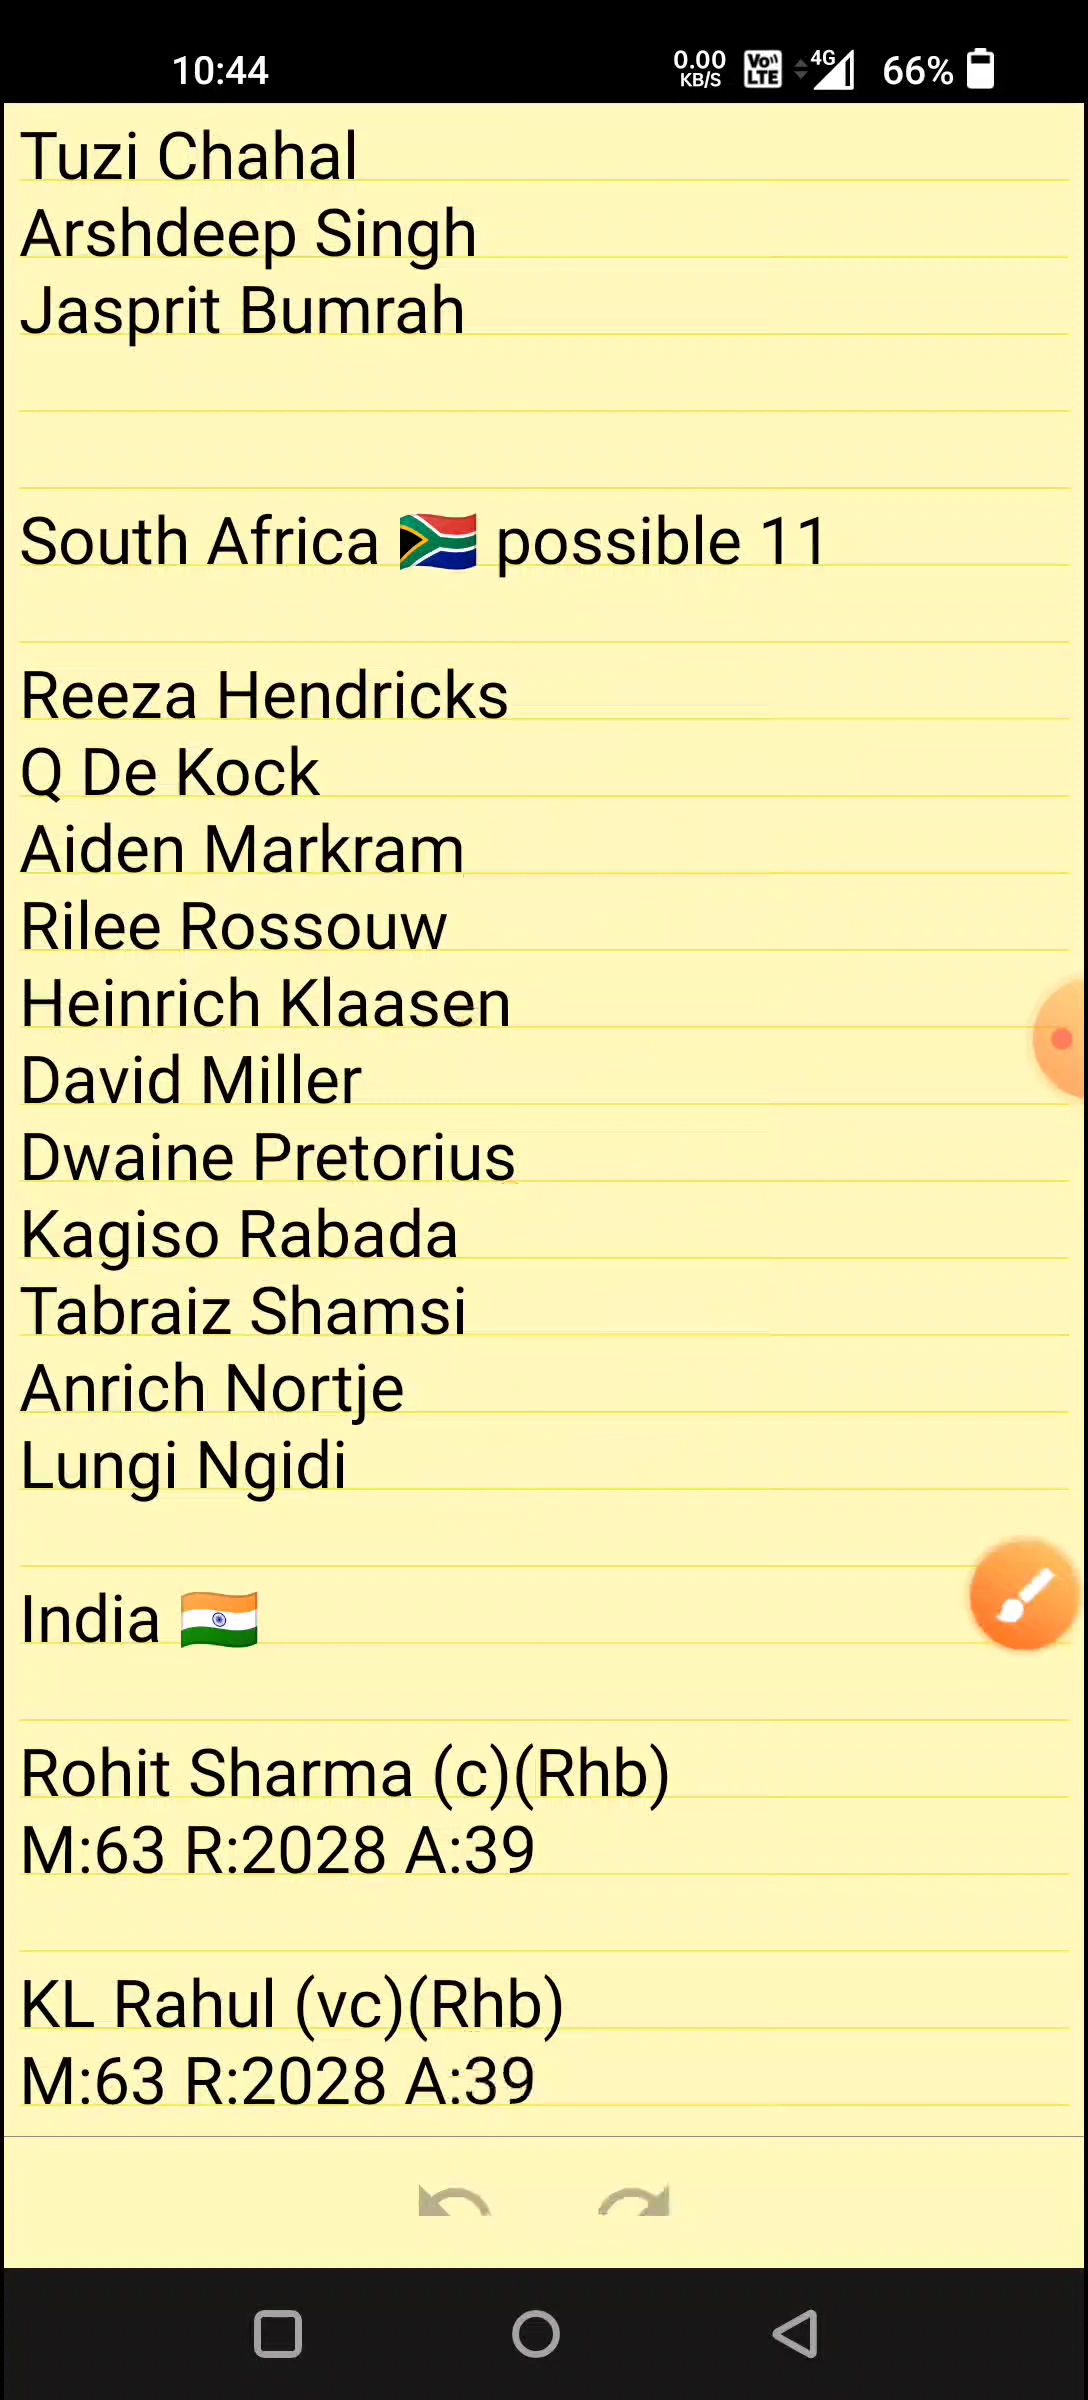 10:44 0.00 KB/S VoLTE 4G 66%
Tuzi Chahal
Arshdeep Singh
Jasprit Bumrah
South Africa 🇿🇦 possible 11
Reeza Hendricks
Q De Kock
Aiden Markram
Rilee Rossouw
Heinrich Klaasen
David Miller
Dwaine Pretorius
Kagiso Rabada
Tabraiz Shamsi
Anrich Nortje
Lungi Ngidi
India 🇮🇳
Rohit Sharma (c)(Rhb)
M:63 R:2028 A:39
KL Rahul (vc)(Rhb)
M:63 R:2028 A:39